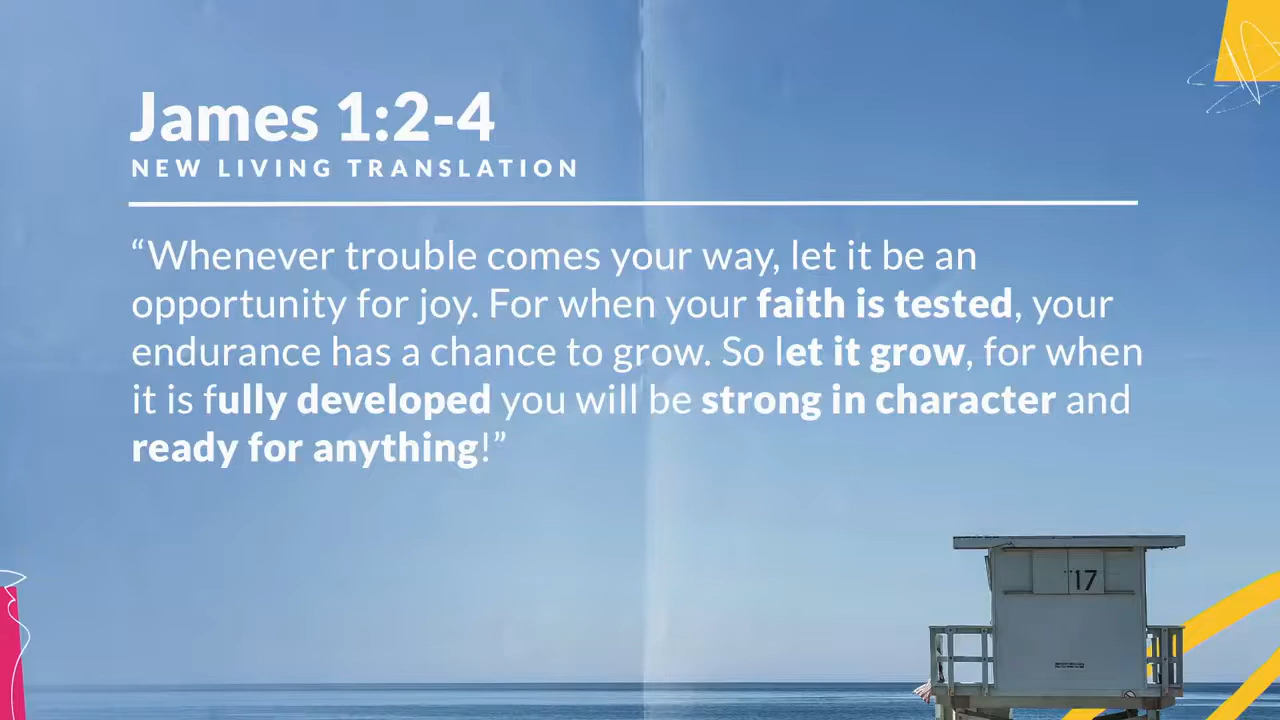 James 1:2-4
NEW LIVING TRANSLATION
“Whenever trouble comes your way, let it be an
opportunity for joy. For when your faith is tested, your
endurance has a chance to grow. So let it grow, for when
it is fully developed you will be strong in character and
ready for anything!”
17